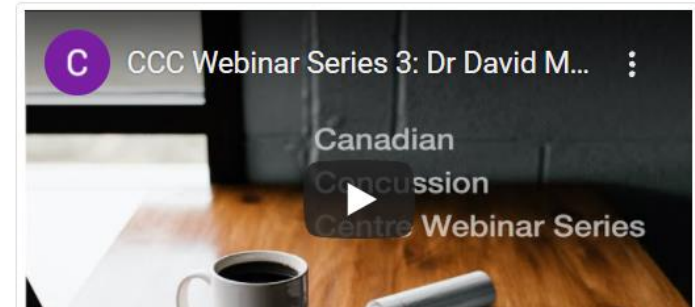 C
CCC Webinar Series 3: Dr David M...
Canadian
Concussion
Centre Webinar Series